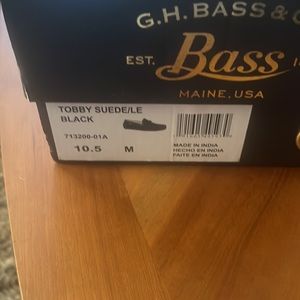 G.H. BASS &
EST.
Bass
MAINE, USA
TOBBY SUEDE/LE
BLACK
713200-01A
10.5 M
MADE IN INDIA
HECHO EN INDIA
FAITE EN INDIA